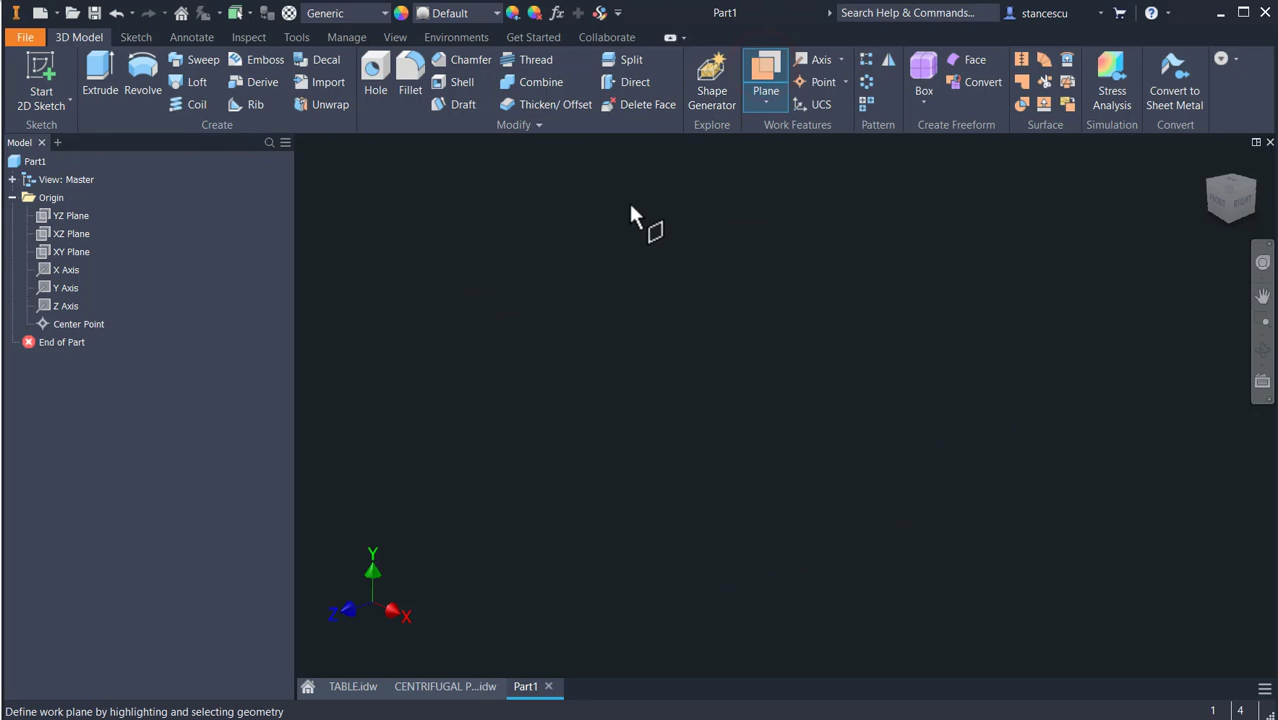 Generic
Default
Part1
Search Help & Commands...
stancescu
File
3D Model
Sketch
Annotate
Inspect
Tools
Manage
View
Environments
Get Started
Collaborate
Start
2D Sketch
Sketch
Extrude
Revolve
Sweep
Loft
Coil
Emboss
Derive
Rib
Decal
Import
Unwrap
Create
Hole
Fillet
Chamfer
Shell
Draft
Thread
Combine
Thicken/ Offset
Split
Direct
Delete Face
Modify
Shape
Generator
Explore
Plane
Axis
Point
UCS
Work Features
Pattern
Box
Face
Convert
Create Freeform
Surface
Stress
Analysis
Simulation
Convert to
Sheet Metal
Convert
Model
Part1
View: Master
Origin
YZ Plane
XZ Plane
XY Plane
X Axis
Y Axis
Z Axis
Center Point
End of Part
FRONT
RIGHT
Y
Z
X
TABLE.idw
CENTRIFUGAL P...idw
Part1
Define work plane by highlighting and selecting geometry
1
4